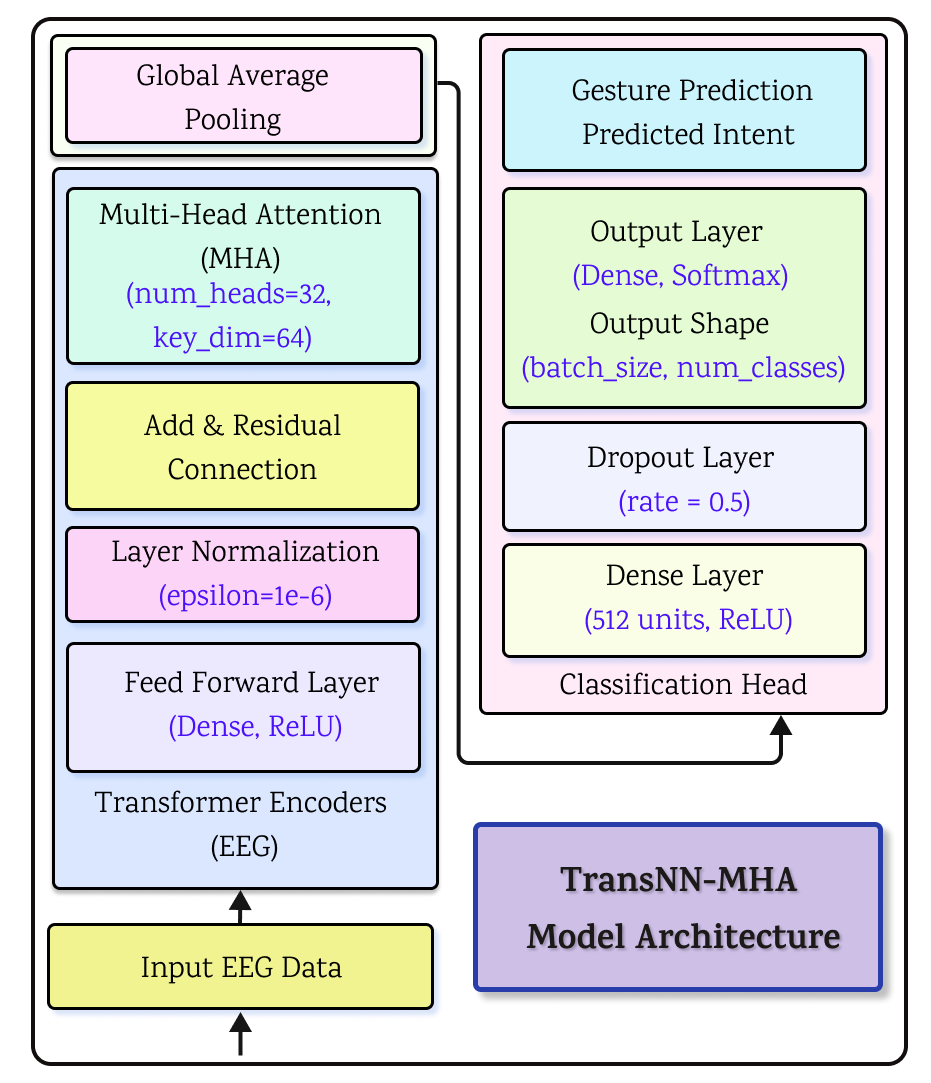 Global Average
Pooling
Multi-Head Attention
(MHA)
(num_heads=32,
key_dim=64)
Add & Residual
Connection
Layer Normalization
(epsilon=1e-6)
Feed Forward Layer
(Dense, ReLU)
Transformer Encoders
(EEG)
Input EEG Data
Gesture Prediction
Predicted Intent
Output Layer
(Dense, Softmax)
Output Shape
(batch_size, num_classes)
Dropout Layer
(rate = 0.5)
Dense Layer
(512 units, ReLU)
Classification Head
TransNN-MHA
Model Architecture